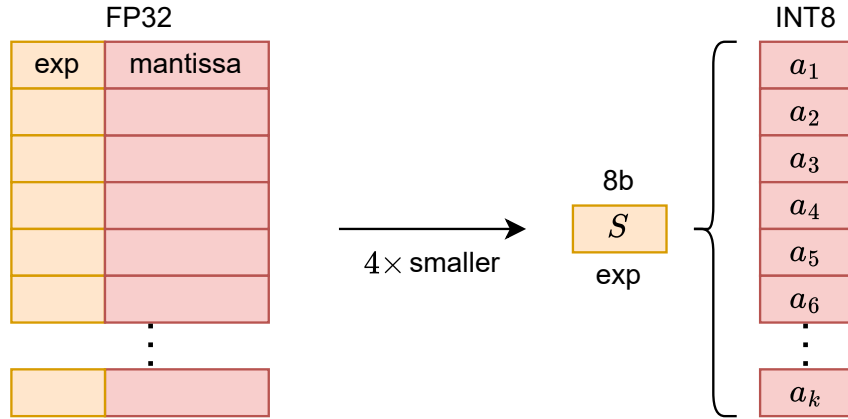 FP32
INT8
exp mantissa
a₁
a₂
a₃
8b
a₄
S
4× smaller
a₅
exp
a₆
aₖ